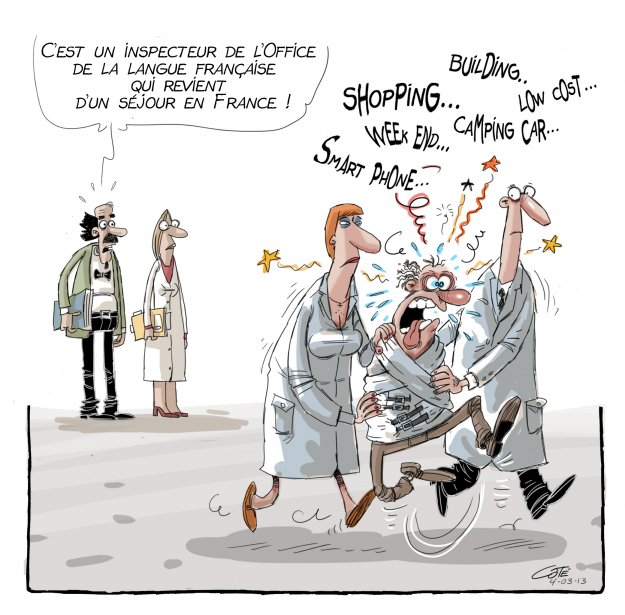 C'EST UN INSPECTEUR DE L'OFFICE
DE LA LANGUE FRANÇAISE
QUI REVIENT
D'UN SÉJOUR EN FRANCE !
BUILDING..
SHOPPING...
LOW COST...
WEEK END...
CAMPING CAR...
SMART PHONE...
CÔTÉ
4-03-13